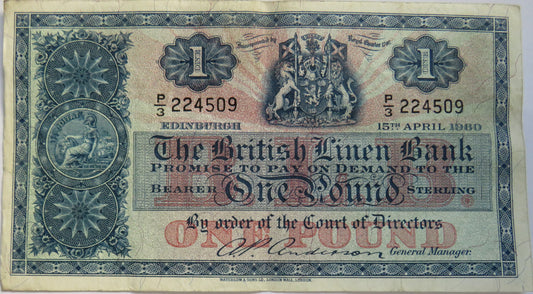 Incorporated by Royal Charter 1746
1 1
P/3 224509 P/3 224509
EDINBURGH 15TH APRIL 1960
The British Linen Bank
PROMISE TO PAY ON DEMAND TO THE
BEARER One Pound STERLING
By order of the Court of Directors
ONE POUND
A.P. Anderson General Manager.
WATERLOW & SONS LD., LONDON WALL, LONDON.